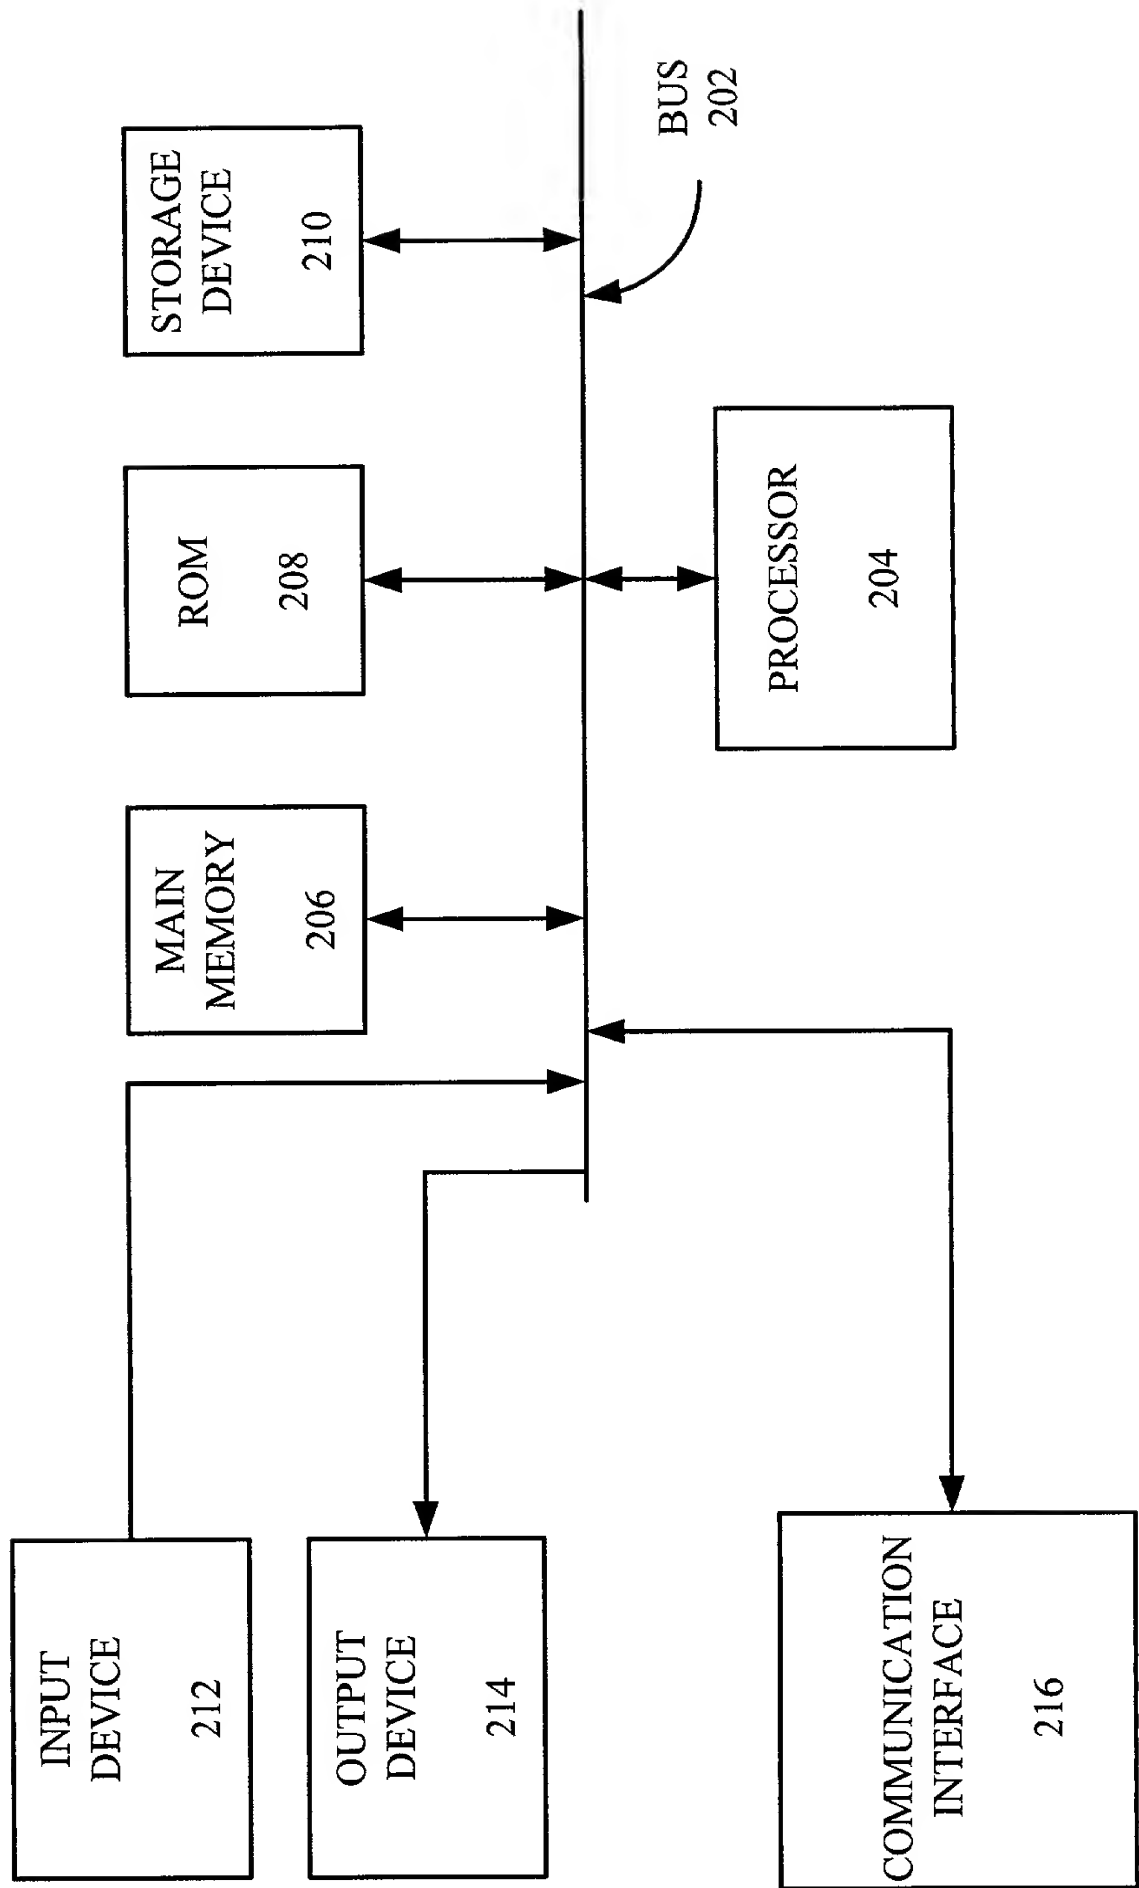 INPUT
DEVICE
212
MAIN
MEMORY
206
ROM
208
STORAGE
DEVICE
210
OUTPUT
DEVICE
214
BUS
202
PROCESSOR
204
COMMUNICATION
INTERFACE
216